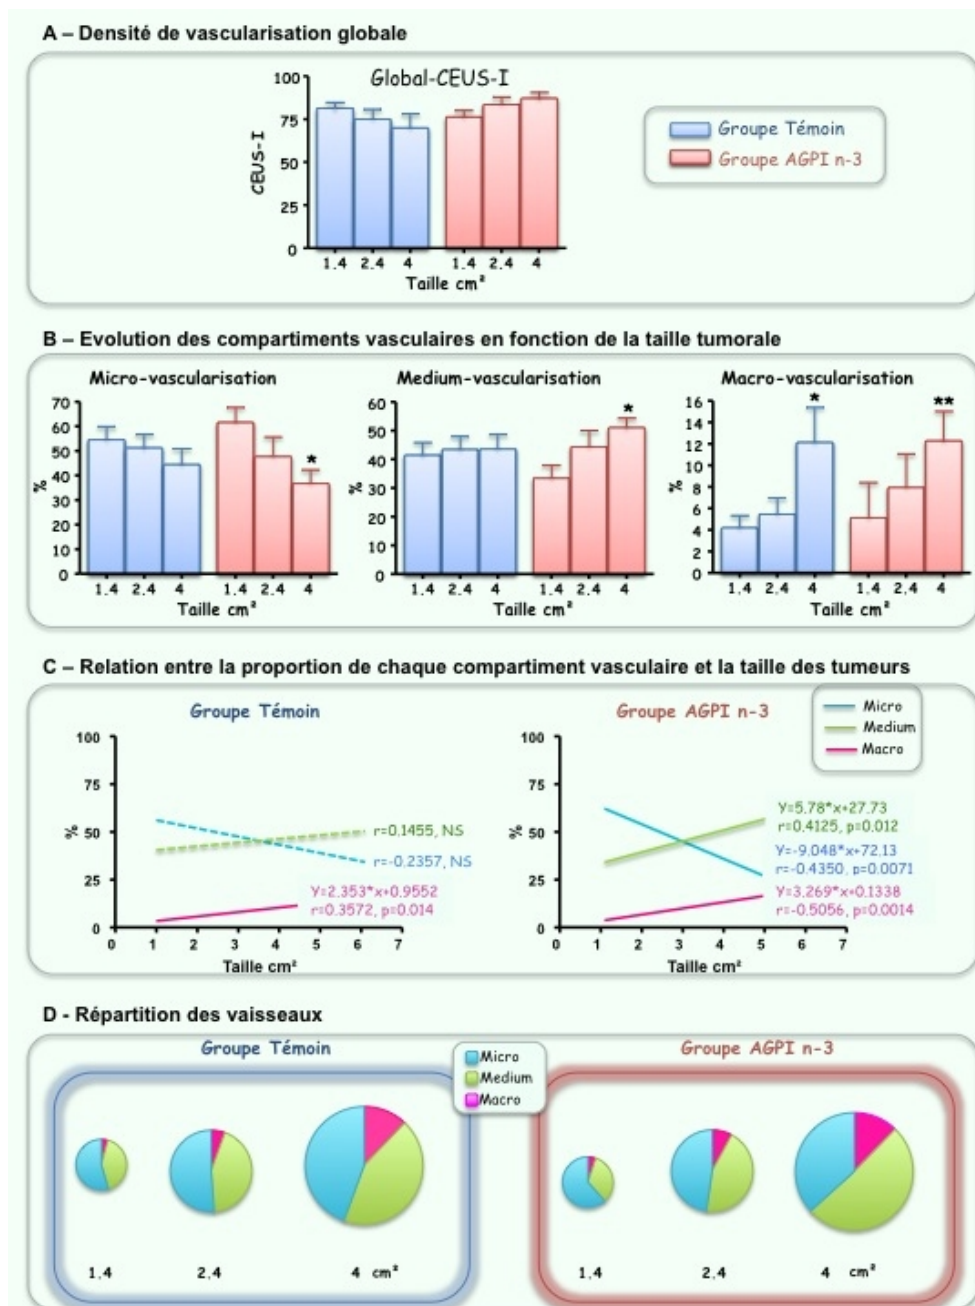 A – Densité de vascularisation globale
Global-CEUS-I
100
75
50
25
0
CEUS-I
1.4 2.4 4 1.4 2.4 4
Taille cm²
Groupe Témoin
Groupe AGPI n-3
B – Evolution des compartiments vasculaires en fonction de la taille tumorale
Micro-vascularisation
70
60
50
40
30
20
10
0
%
*
1.4 2.4 4 1.4 2.4 4
Taille cm²
Medium-vascularisation
60
50
40
30
20
10
0
%
*
1.4 2.4 4 1.4 2.4 4
Taille cm²
Macro-vascularisation
16
14
12
10
8
6
4
2
0
%
* **
1.4 2.4 4 1.4 2.4 4
Taille cm²
C – Relation entre la proportion de chaque compartiment vasculaire et la taille des tumeurs
Groupe Témoin
100
75
50
25
0
%
r=0.1455, NS
r=-0.2357, NS
Y=2.353*x+0.9552
r=0.3572, p=0.014
0 1 2 3 4 5 6 7
Taille cm²
Groupe AGPI n-3
Micro
Medium
Macro
100
75
50
25
0
%
Y=5.78*x+27.73
r=0.4125, p=0.012
Y=-9.048*x+72.13
r=-0.4350, p=0.0071
Y=3.269*x+0.1338
r=-0.5056, p=0.0014
0 1 2 3 4 5 6 7
Taille cm²
D - Répartition des vaisseaux
Groupe Témoin
Micro
Medium
Macro
Groupe AGPI n-3
1.4 2.4 4 cm²
1.4 2.4 4 cm²